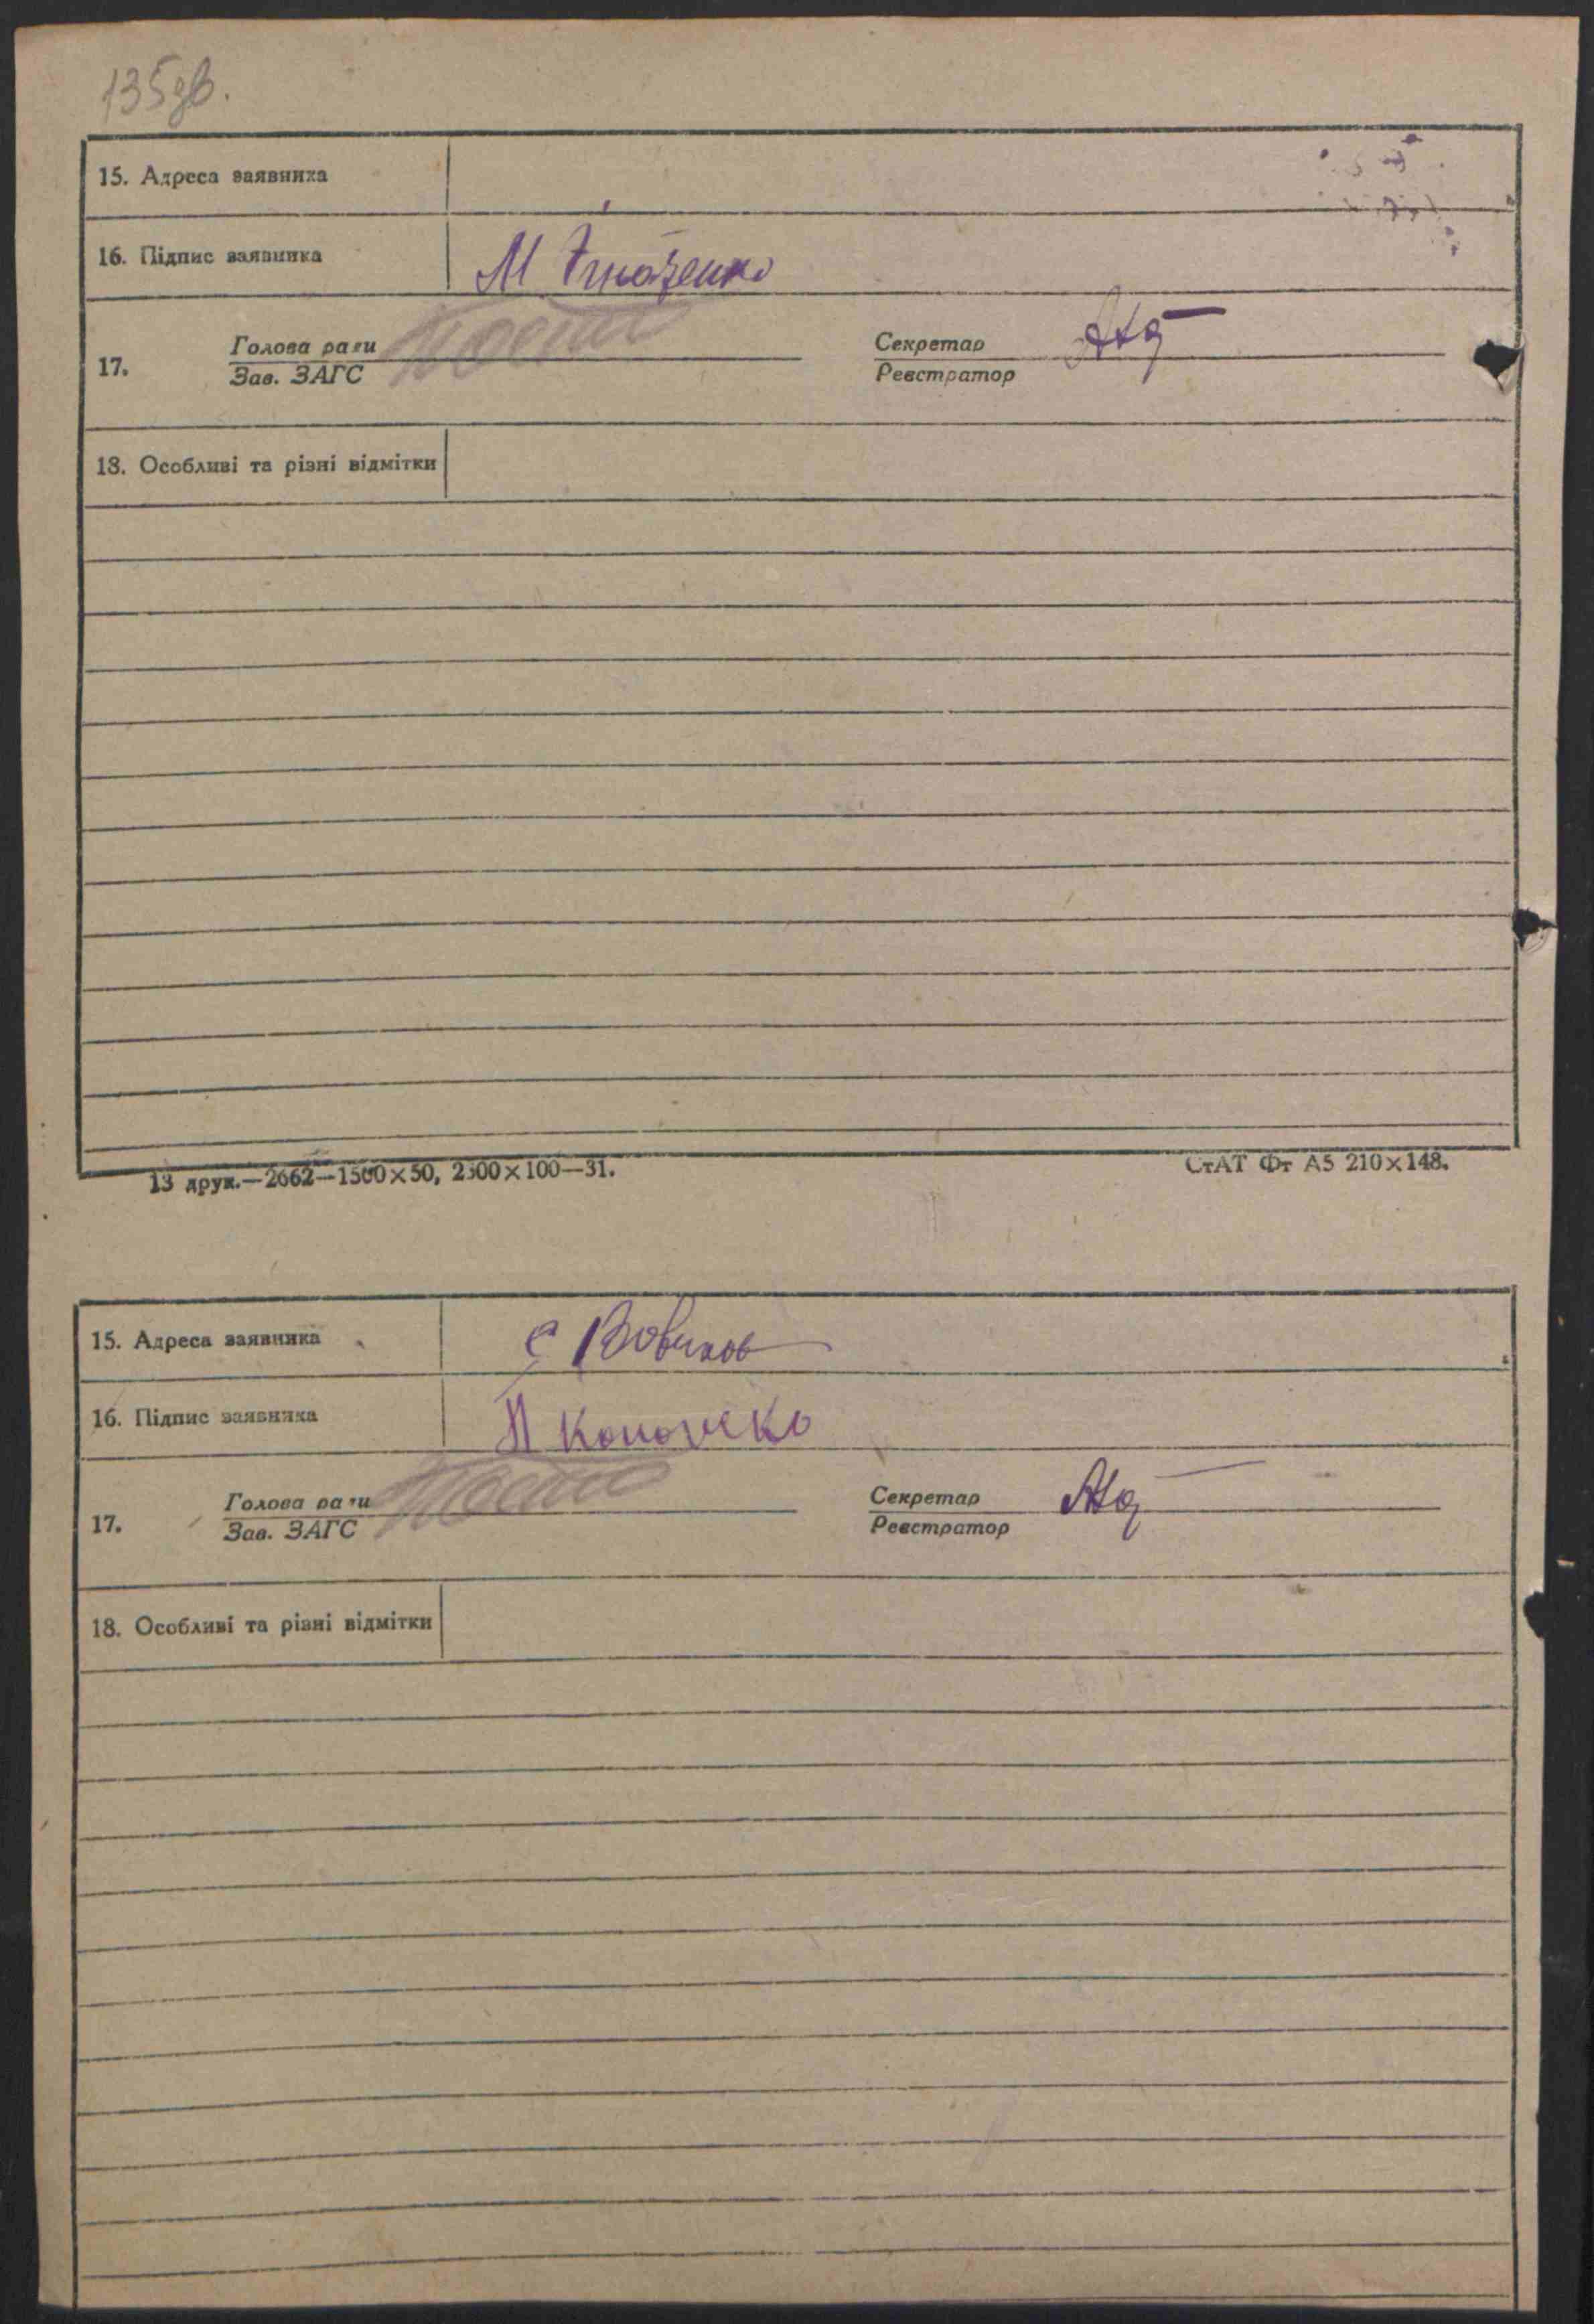 135зв.
15. Адреса заявника
16. Підпис заявника
М
17. Голова ради Секретар
Зав. ЗАГС Реєстратор
18. Особливі та різні відмітки
13 друк.—2662—1500×50, 2300×100—31. СтАТ Фт А5 210×148.
15. Адреса заявника с
16. Підпис заявника
17. Голова ради Секретар
Зав. ЗАГС Реєстратор
18. Особливі та різні відмітки